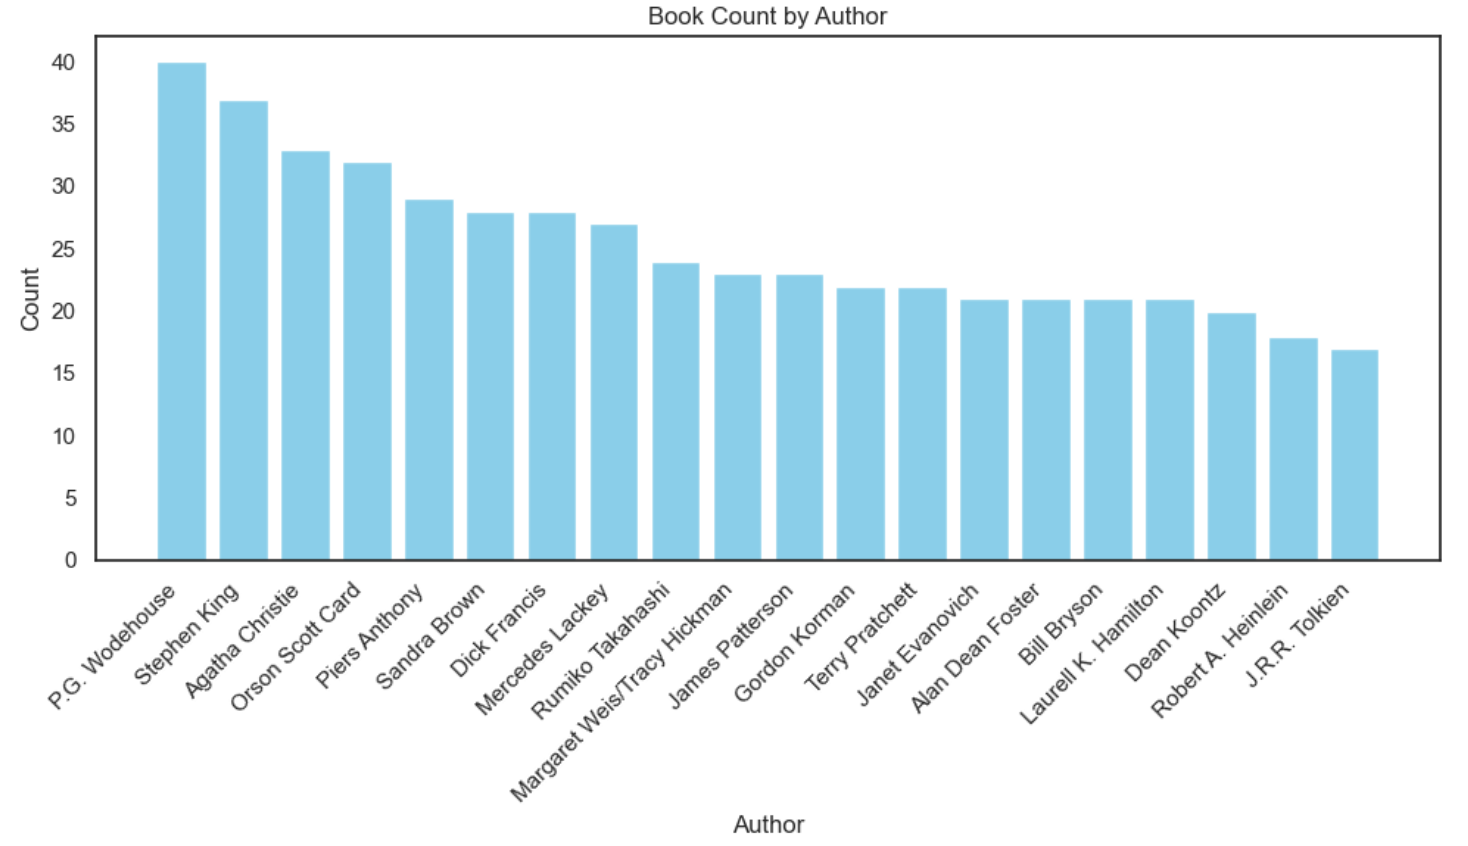 Book Count by Author
Count
40
35
30
25
20
15
10
5
0
P.G. Wodehouse
Stephen King
Agatha Christie
Orson Scott Card
Piers Anthony
Sandra Brown
Dick Francis
Mercedes Lackey
Rumiko Takahashi
Margaret Weis/Tracy Hickman
James Patterson
Gordon Korman
Terry Pratchett
Janet Evanovich
Alan Dean Foster
Bill Bryson
Laurell K. Hamilton
Dean Koontz
Robert A. Heinlein
J.R.R. Tolkien
Author